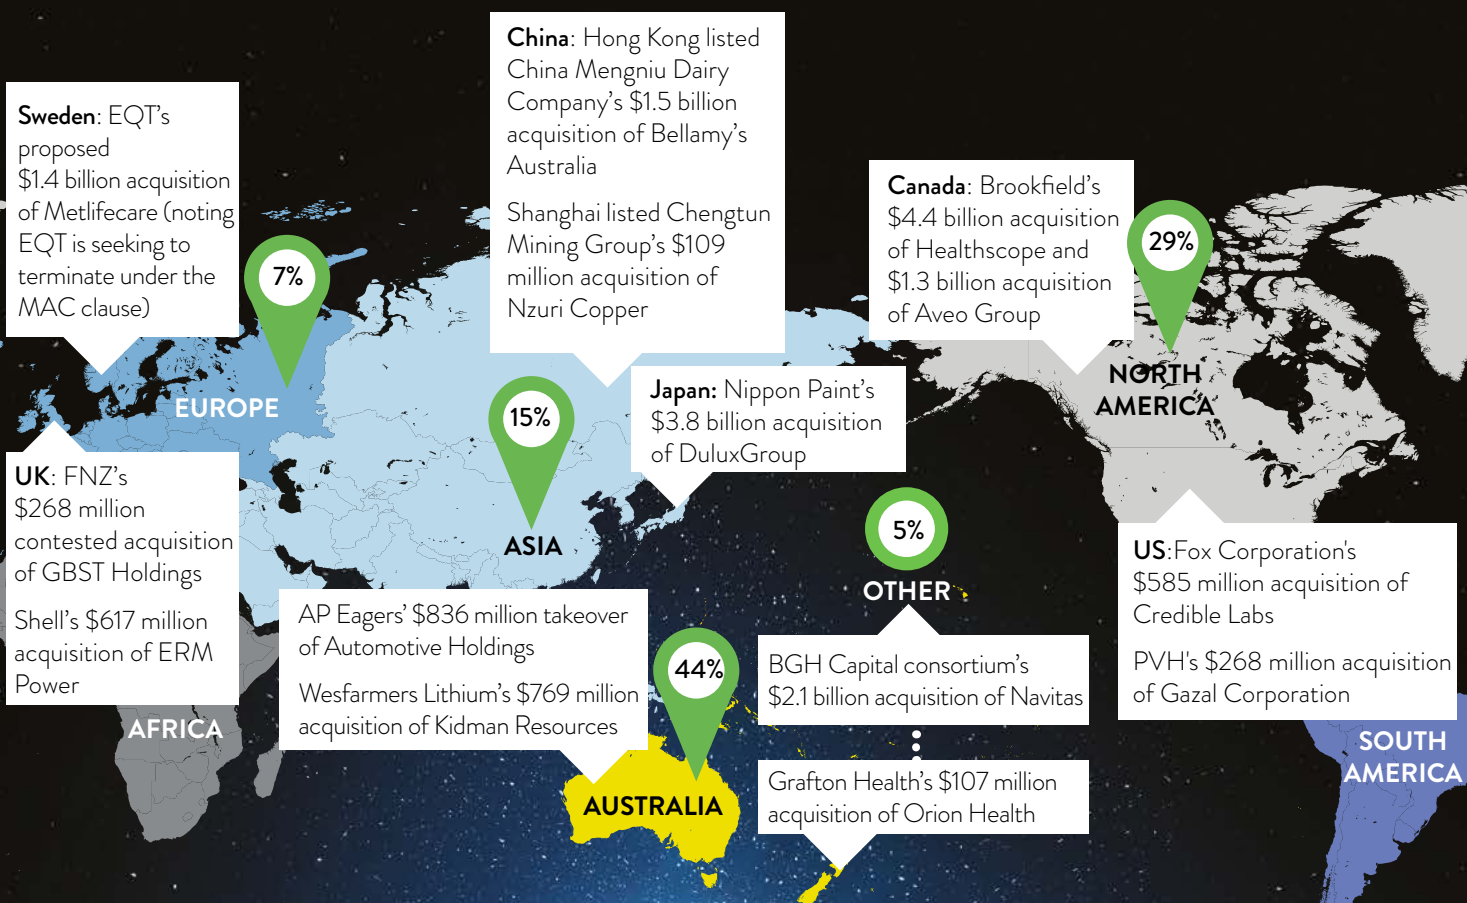 Sweden: EQT's
proposed
$1.4 billion acquisition
of Metlifecare (noting
EQT is seeking to
terminate under the
MAC clause)
7%
EUROPE
UK: FNZ's
$268 million
contested acquisition
of GBST Holdings
Shell's $617 million
acquisition of ERM
Power
AFRICA
China: Hong Kong listed
China Mengniu Dairy
Company's $1.5 billion
acquisition of Bellamy's
Australia
Shanghai listed Chengtun
Mining Group's $109
million acquisition of
Nzuri Copper
15%
ASIA
Japan: Nippon Paint's
$3.8 billion acquisition
of DuluxGroup
AP Eagers' $836 million takeover
of Automotive Holdings
Wesfarmers Lithium's $769 million
acquisition of Kidman Resources
44%
AUSTRALIA
Canada: Brookfield's
$4.4 billion acquisition
of Healthscope and
$1.3 billion acquisition
of Aveo Group
29%
NORTH
AMERICA
5%
OTHER
BGH Capital consortium's
$2.1 billion acquisition of Navitas
Grafton Health's $107 million
acquisition of Orion Health
US:Fox Corporation's
$585 million acquisition of
Credible Labs
PVH's $268 million acquisition
of Gazal Corporation
SOUTH
AMERICA